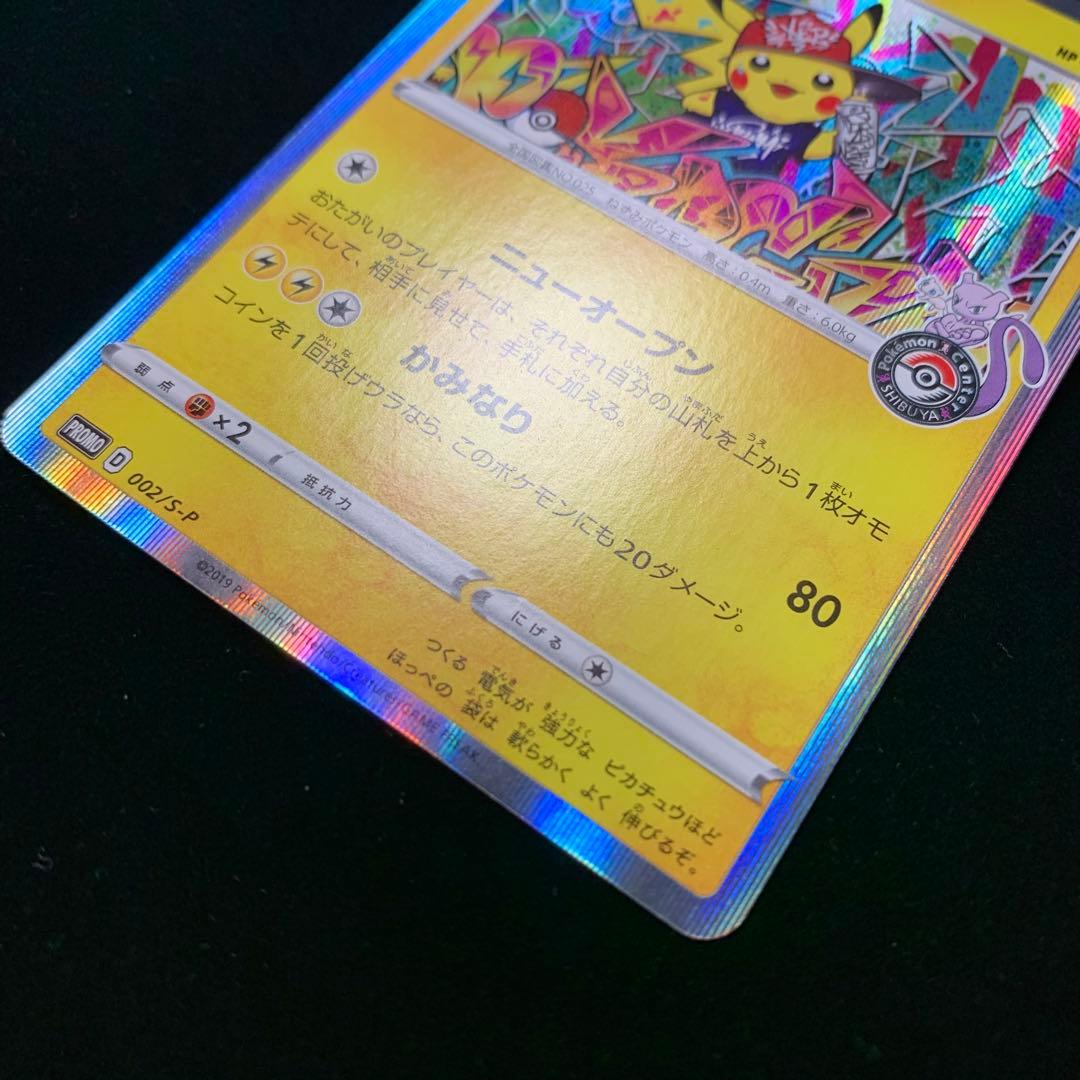 HP
全国図鑑NO.025 ねずみポケモン 高さ:0.4m 重さ:6.0kg
Pokémon Center
SHIBUYA
ニューオープン
おたがいのプレイヤーは、それぞれ自分の山札を上から1枚オモ
テにして、相手に見せて、手札に加える。
かみなり
80
コインを1回投げウラなら、このポケモンにも20ダメージ。
弱点 ×2 抵抗力 にげる
PROMO D 002/S-P
つくる 電気が 強力な ピカチュウほど
ほっぺの 袋は 軟らかく よく 伸びるぞ。
©2019 Pokémon/Nintendo/Creatures/GAME FREAK